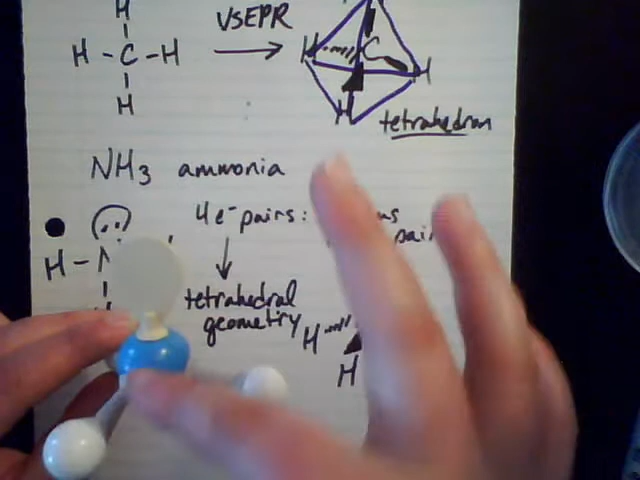 H
VSEPR
H - C - H
H
H C H
H
tetrahedron
NH3 ammonia
4 e- pairs:
H - N
tetrahedral
geometry
H
H